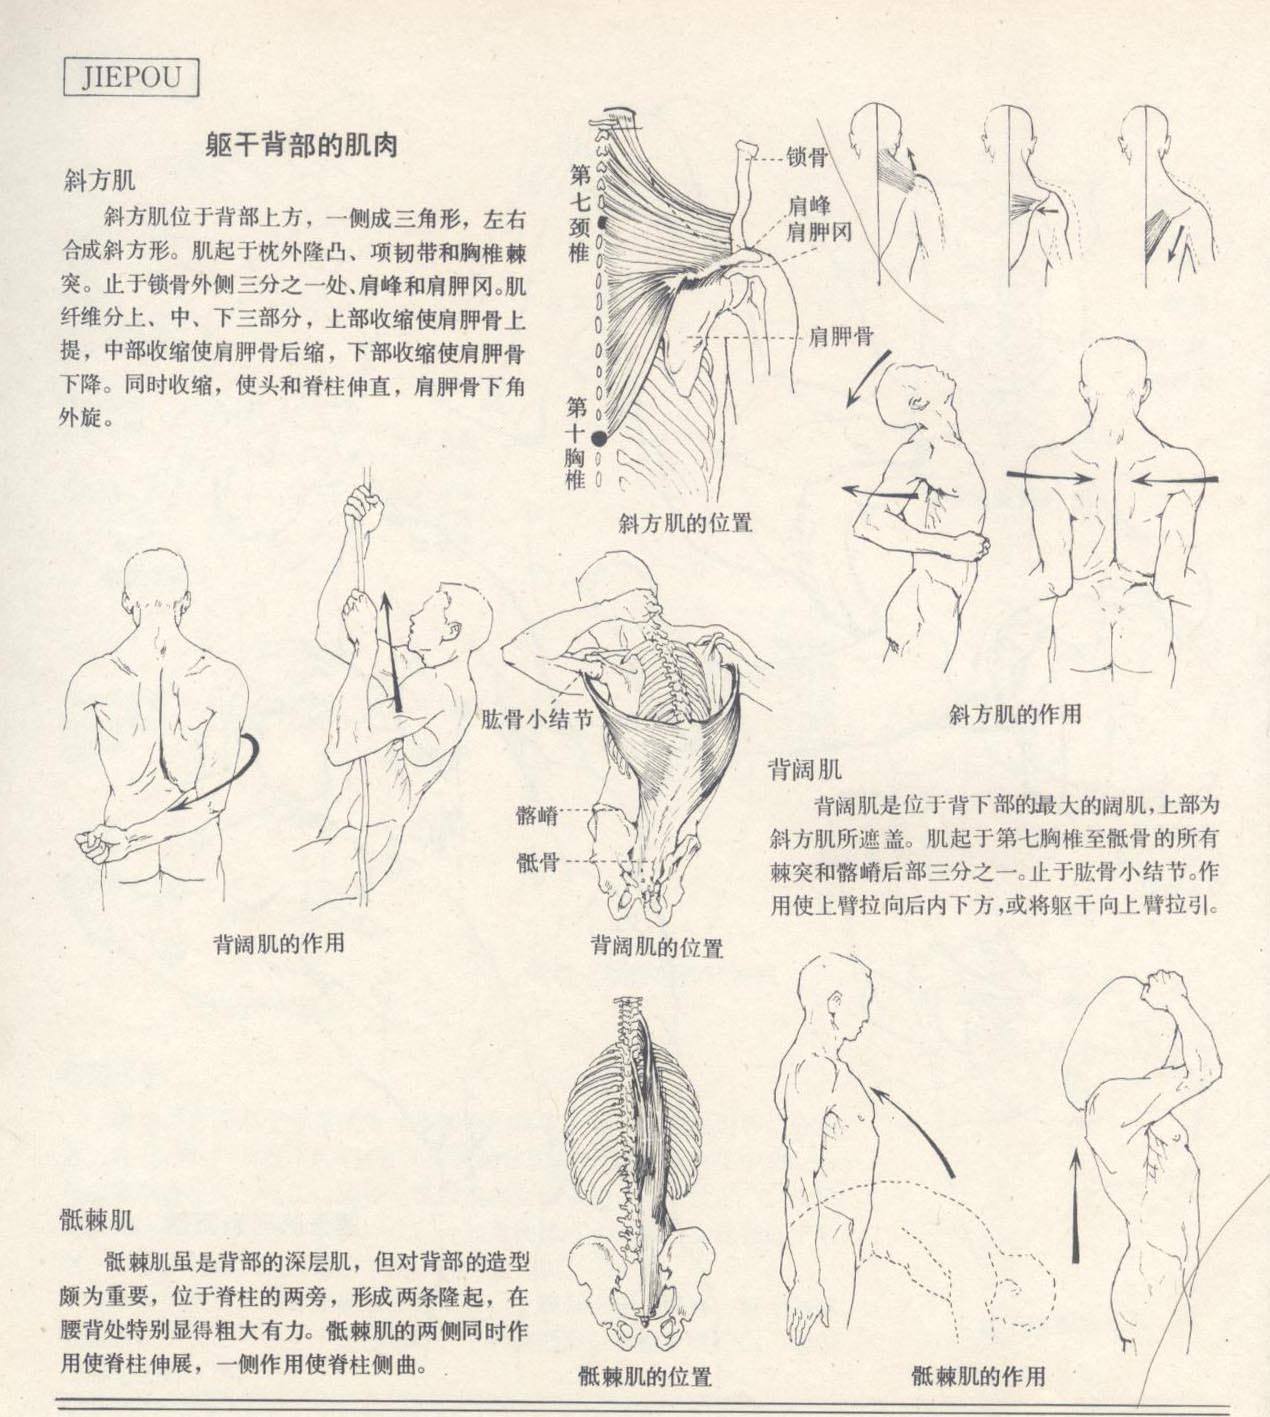 JIEPOU
躯干背部的肌肉
斜方肌
斜方肌位于背部上方，一侧成三角形，左右
合成斜方形。肌起于枕外隆凸、项韧带和胸椎棘
突。止于锁骨外侧三分之一处、肩峰和肩胛冈。肌
纤维分上、中、下三部分，上部收缩使肩胛骨上
提，中部收缩使肩胛骨后缩，下部收缩使肩胛骨
下降。同时收缩，使头和脊柱伸直，肩胛骨下角
外旋。
第七颈椎
第十胸椎
锁骨
肩峰
肩胛冈
肩胛骨
斜方肌的位置
斜方肌的作用
肱骨小结节
髂嵴
骶骨
背阔肌的作用
背阔肌的位置
背阔肌
背阔肌是位于背下部的最大的阔肌，上部为
斜方肌所遮盖。肌起于第七胸椎至骶骨的所有
棘突和髂嵴后部三分之一。止于肱骨小结节。作
用使上臂拉向后内下方，或将躯干向上臂拉引。
骶棘肌
骶棘肌虽是背部的深层肌，但对背部的造型
颇为重要，位于脊柱的两旁，形成两条隆起，在
腰背处特别显得粗大有力。骶棘肌的两侧同时作
用使脊柱伸展，一侧作用使脊柱侧曲。
骶棘肌的位置
骶棘肌的作用